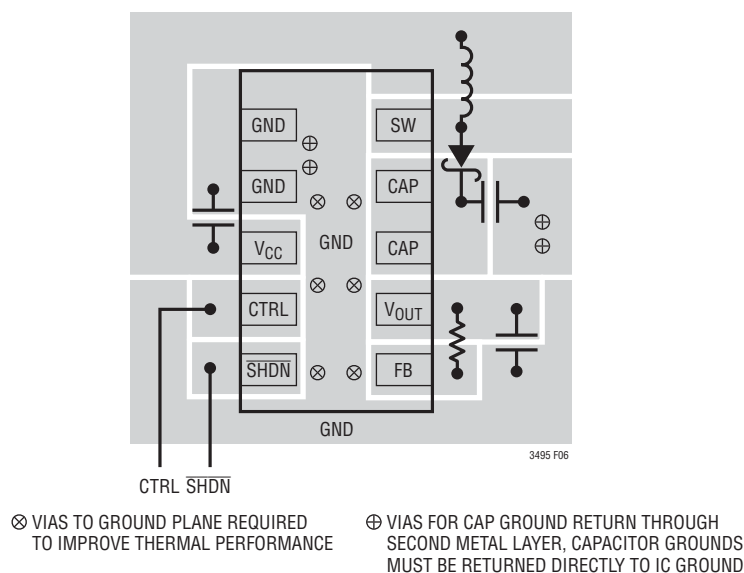 GND
SW
GND
CAP
GND
VCC
CAP
CTRL
VOUT
SHDN
FB
GND
3495 F06
CTRL SHDN
⊗ VIAS TO GROUND PLANE REQUIRED
TO IMPROVE THERMAL PERFORMANCE
⊕ VIAS FOR CAP GROUND RETURN THROUGH
SECOND METAL LAYER, CAPACITOR GROUNDS
MUST BE RETURNED DIRECTLY TO IC GROUND